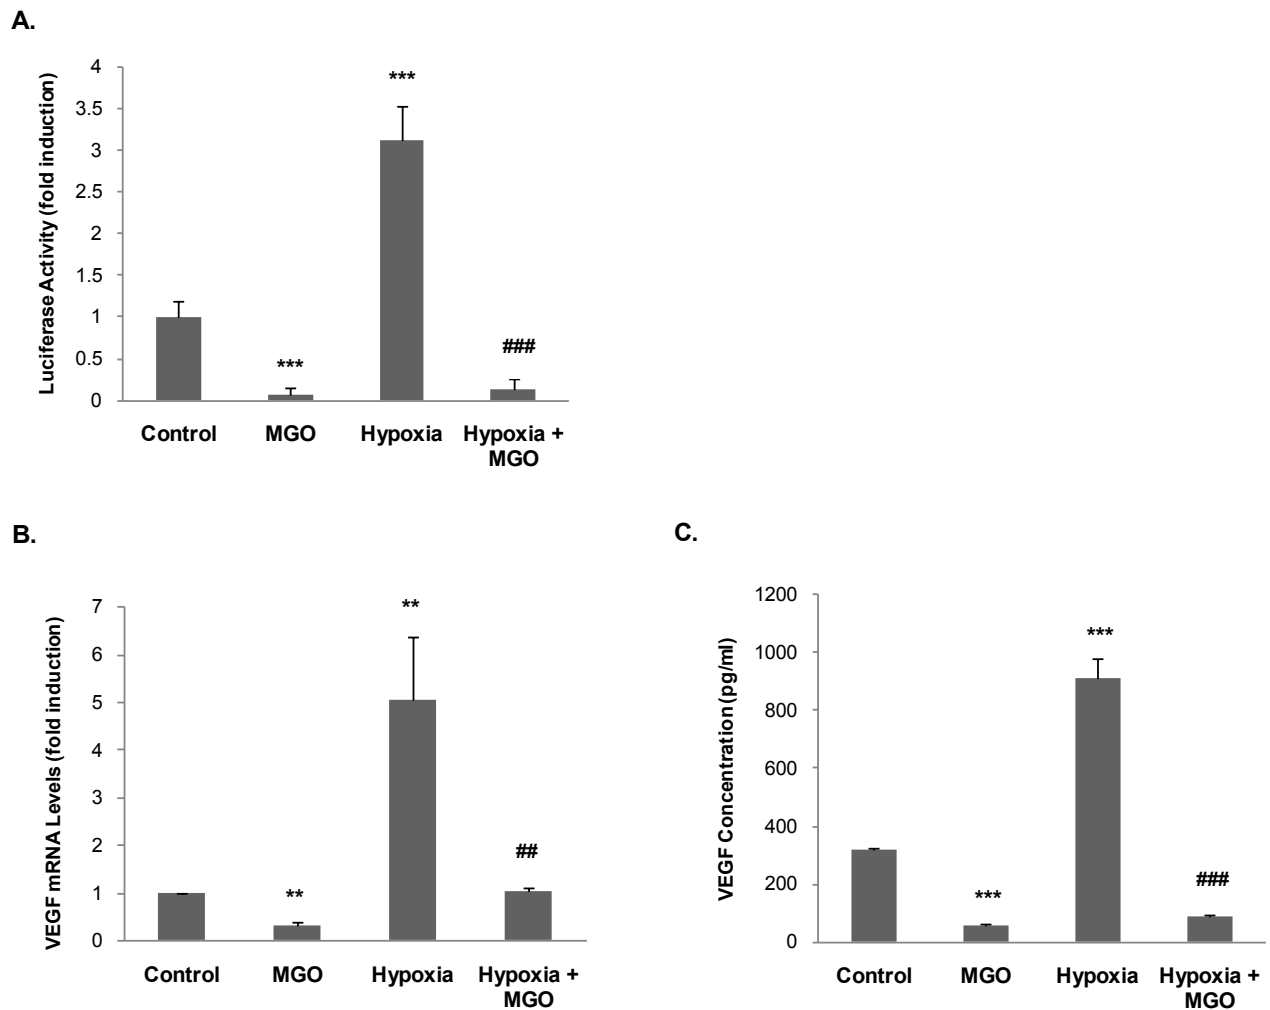 A.
Luciferase Activity (fold induction)
4
3.5
3
2.5
2
1.5
1
0.5
0
***
***
###
Control
MGO
Hypoxia
Hypoxia +
MGO
B.
VEGF mRNA Levels (fold induction)
7
6
5
4
3
2
1
0
**
**
##
Control
MGO
Hypoxia
Hypoxia +
MGO
C.
VEGF Concentration (pg/ml)
1200
1000
800
600
400
200
0
***
***
###
Control
MGO
Hypoxia
Hypoxia +
MGO